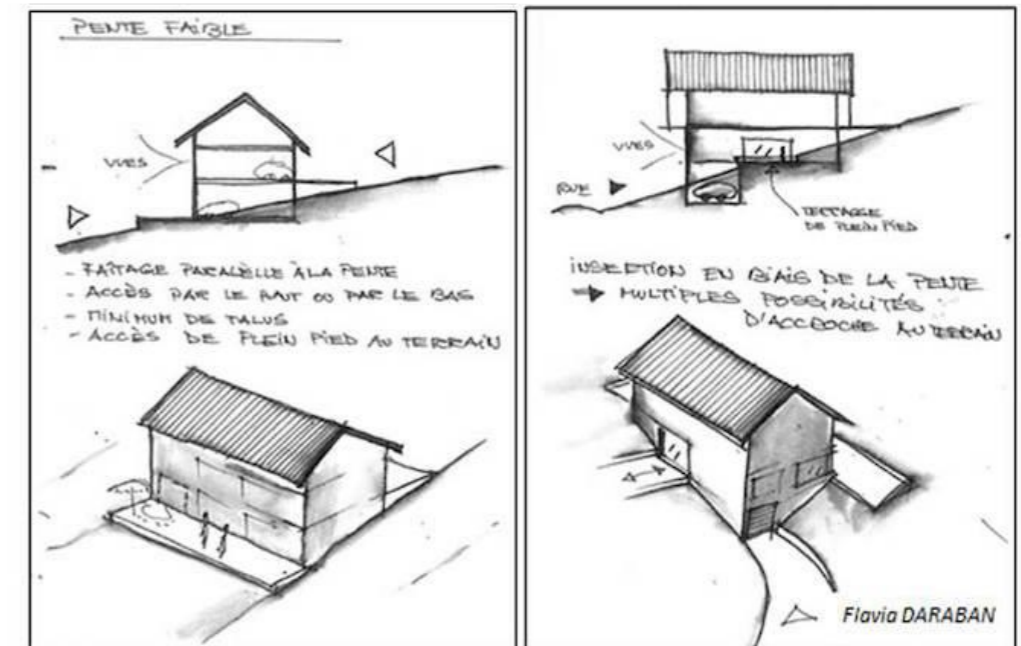 PENTE FAIBLE
VUES
- FAÎTAGE PARALÈLLE À LA PENTE
- ACCÈS PAR LE HAUT OU PAR LE BAS
- MINIMUM DE TALUS
- ACCÈS DE PLEIN PIED AU TERRAIN
VUES
RUE
TERRASSE
DE PLEIN PIED
INSERTION EN BIAIS DE LA PENTE
➡ MULTIPLES POSSIBILITÉS
D'ACCROCHE AU TERRAIN
Flavia DARABAN